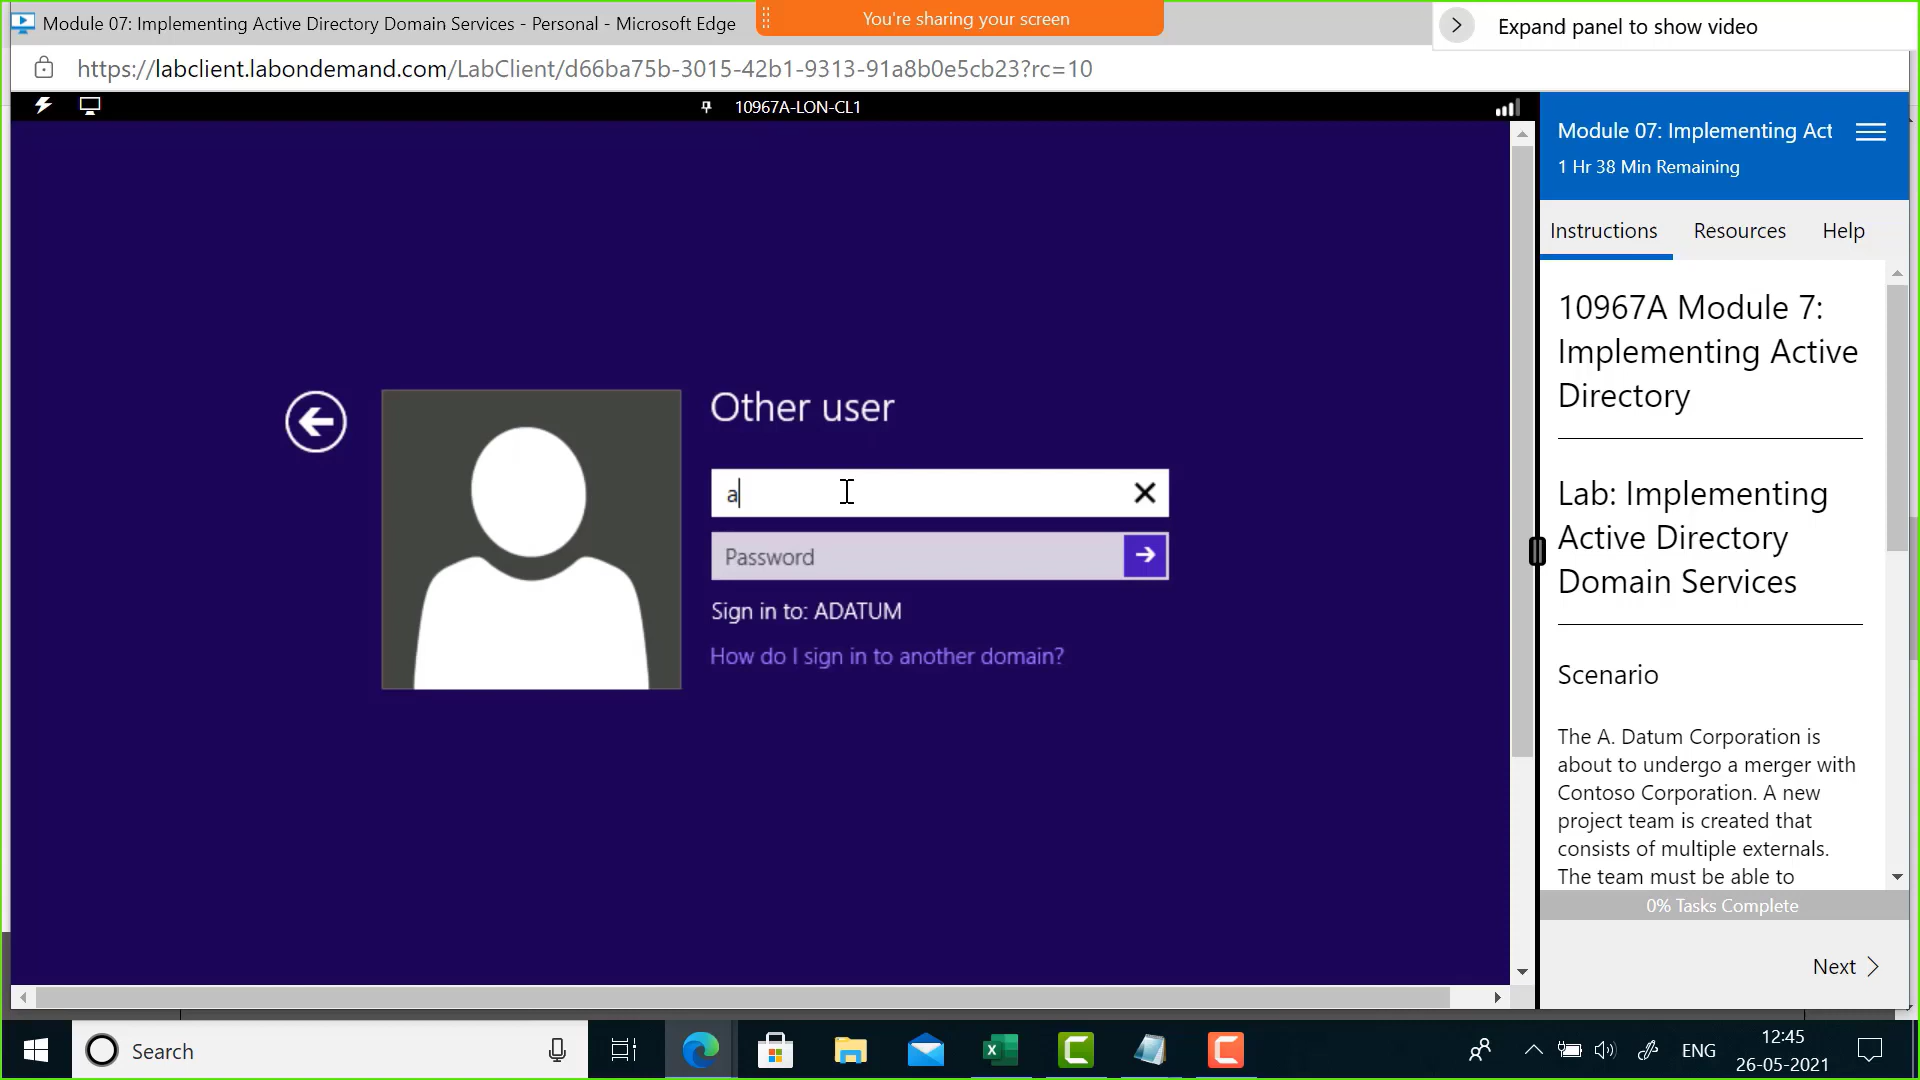 Module 07: Implementing Active Directory Domain Services - Personal - Microsoft Edge
You're sharing your screen
Expand panel to show video
https://labclient.labondemand.com/LabClient/d66ba75b-3015-42b1-9313-91a8b0e5cb23?rc=10
10967A-LON-CL1
Module 07: Implementing Act
1 Hr 38 Min Remaining
Instructions Resources Help
10967A Module 7:
Implementing Active
Directory
Lab: Implementing
Active Directory
Domain Services
Scenario
The A. Datum Corporation is
about to undergo a merger with
Contoso Corporation. A new
project team is created that
consists of multiple externals.
The team must be able to
0% Tasks Complete
Next
Other user
a
Password
Sign in to: ADATUM
How do I sign in to another domain?
Search
ENG
12:45
26-05-2021